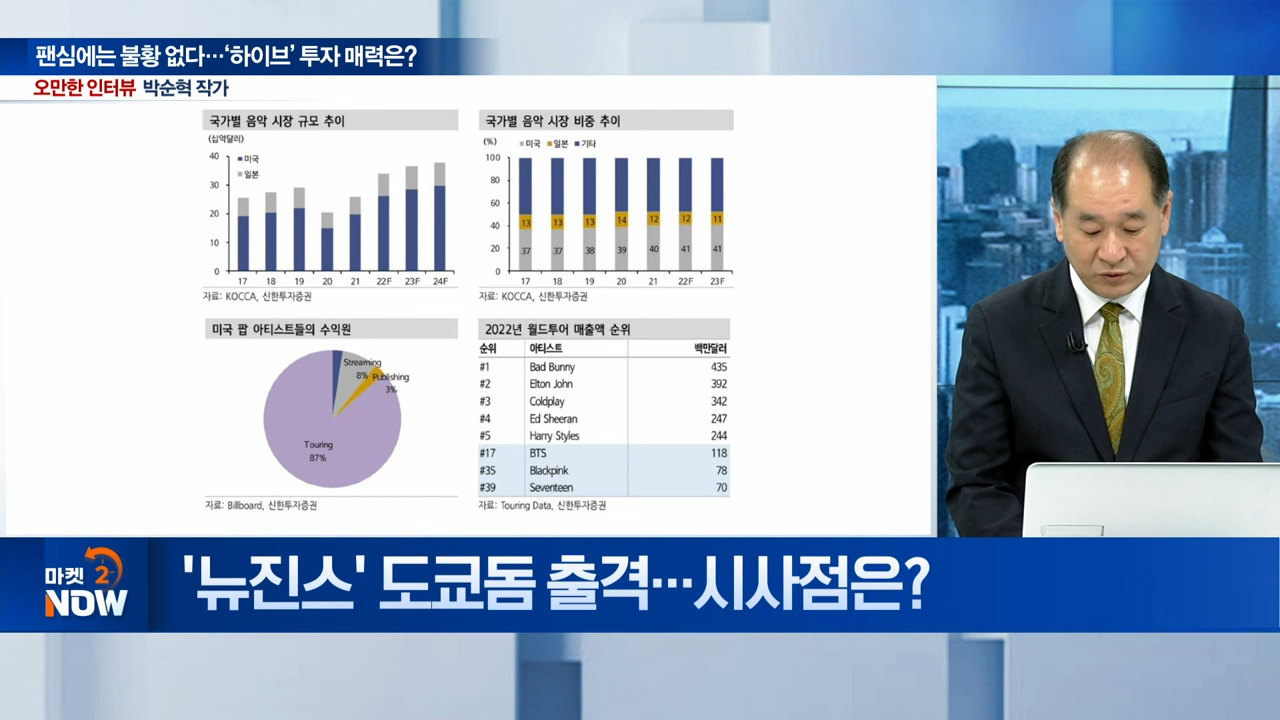 팬심에는 불황 없다…‘하이브’ 투자 매력은?
오만한 인터뷰 박순혁 작가
국가별 음악 시장 규모 추이
(십억달러)
40
30
20
10
0
미국
일본
17 18 19 20 21 22F 23F 24F
자료: KOCCA, 신한투자증권
국가별 음악 시장 비중 추이
(%)
미국 일본 기타
100
80
60
40
20
0
13 13 13 14 12 12 11
37 37 38 39 40 41 41
17 18 19 20 21 22F 23F
자료: KOCCA, 신한투자증권
미국 팝 아티스트들의 수익원
Streaming
8%
Publishing
3%
Touring
87%
자료: Billboard, 신한투자증권
2022년 월드투어 매출액 순위
순위 아티스트 백만달러
#1 Bad Bunny 435
#2 Elton John 392
#3 Coldplay 342
#4 Ed Sheeran 247
#5 Harry Styles 244
#17 BTS 118
#35 Blackpink 78
#39 Seventeen 70
자료: Touring Data, 신한투자증권
마켓 2
NOW
'뉴진스' 도쿄돔 출격…시사점은?